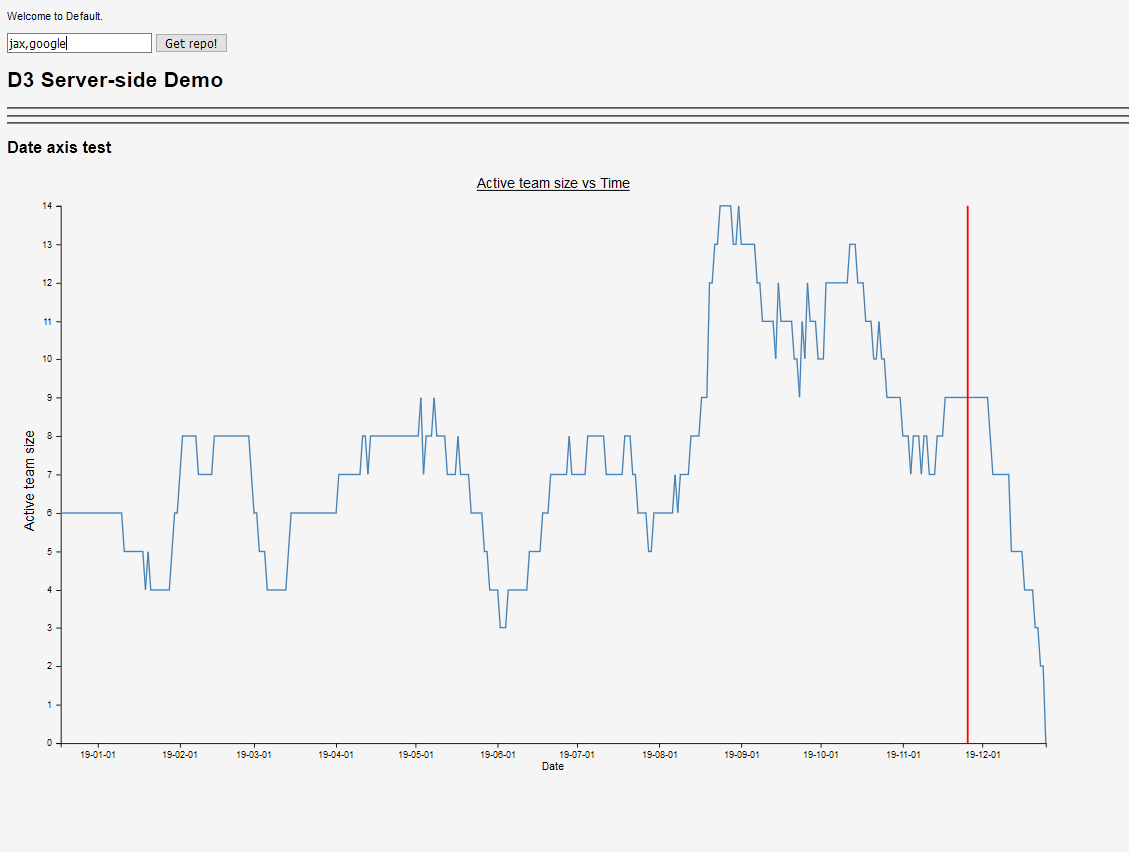 Welcome to Default.
jax,google Get repo!
D3 Server-side Demo
Date axis test
Active team size vs Time
14
13
12
11
10
9
8
7
6
5
4
3
2
1
0
Active team size
19-01-01 19-02-01 19-03-01 19-04-01 19-05-01 19-06-01 19-07-01 19-08-01 19-09-01 19-10-01 19-11-01 19-12-01
Date